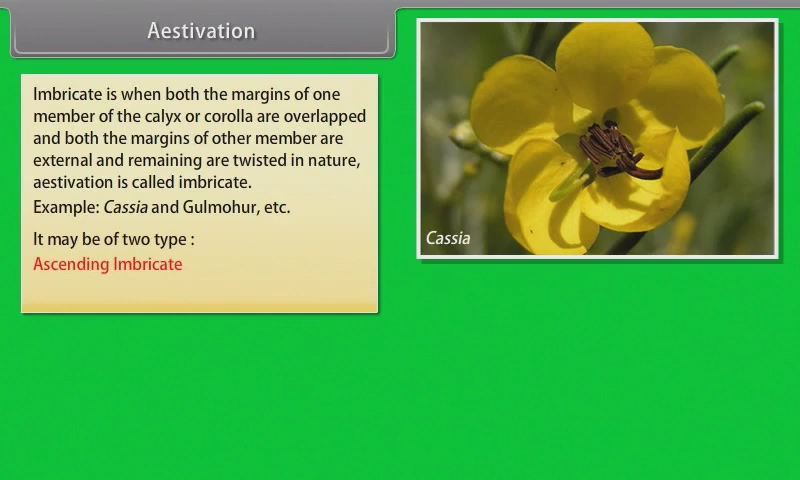 Aestivation
Imbricate is when both the margins of one
member of the calyx or corolla are overlapped
and both the margins of other member are
external and remaining are twisted in nature,
aestivation is called imbricate.
Example: Cassia and Gulmohur, etc.
It may be of two type :
Ascending Imbricate
Cassia